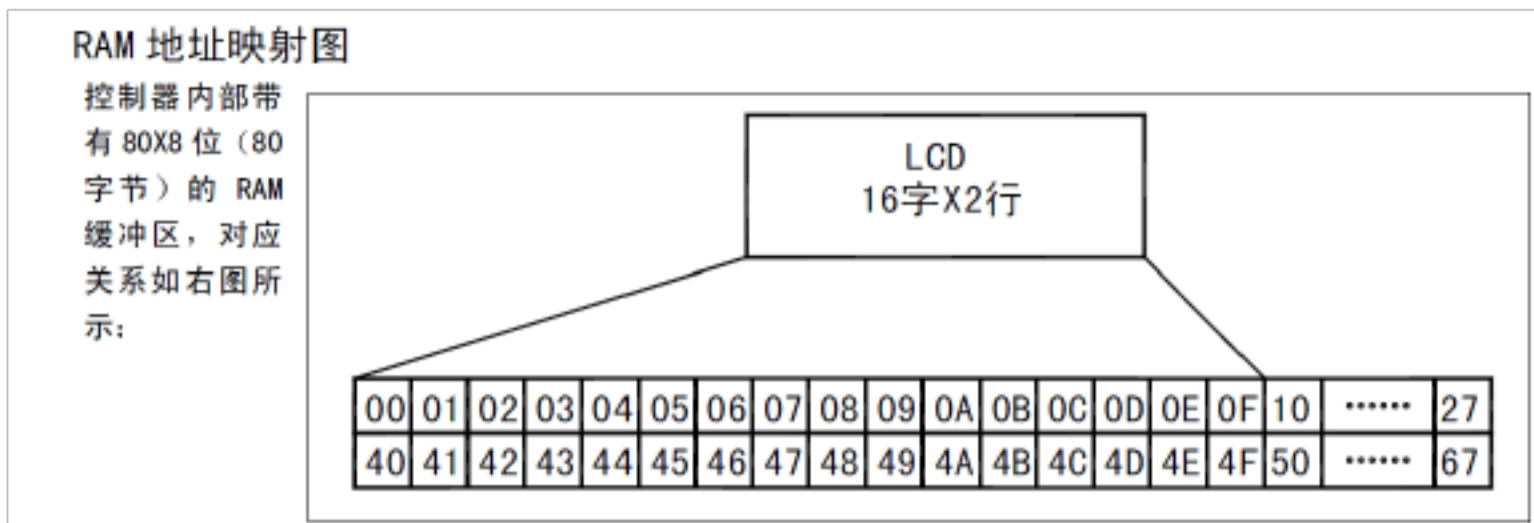 RAM 地址映射图
控制器内部带
有 80X8 位（80
字节）的 RAM
缓冲区，对应
关系如右图所
示：
LCD
16字X2行
00 01 02 03 04 05 06 07 08 09 0A 0B 0C 0D 0E 0F 10 …… 27
40 41 42 43 44 45 46 47 48 49 4A 4B 4C 4D 4E 4F 50 …… 67